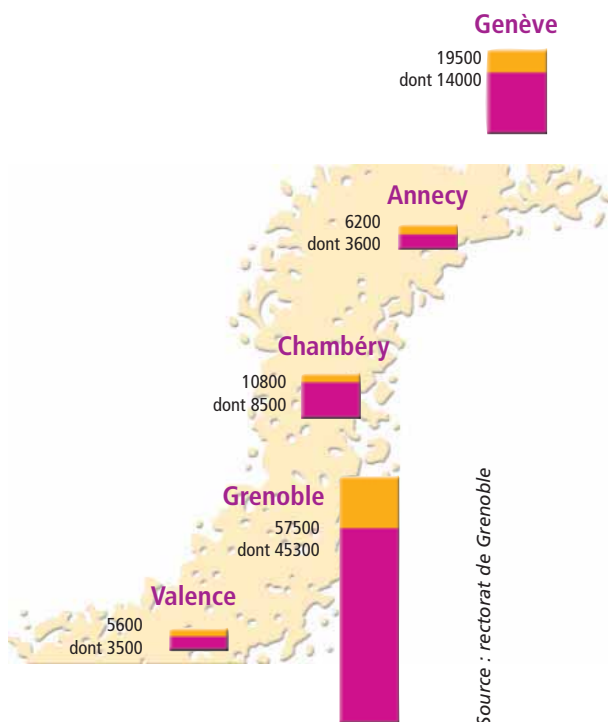 Genève
19500
dont 14000
Annecy
6200
dont 3600
Chambéry
10800
dont 8500
Grenoble
57500
dont 45300
Valence
5600
dont 3500
Source : rectorat de Grenoble